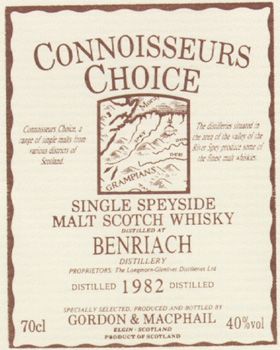 CONNOISSEURS
CHOICE
Connoisseurs Choice, a
range of single malts from
various districts of
Scotland.
MORAY
GRAMPIANS
The distilleries situated in
the area of the valley of the
River Spey produce some of
the finest malt whiskies.
SINGLE SPEYSIDE
MALT SCOTCH WHISKY
DISTILLED AT
BENRIACH
DISTILLERY
PROPRIETORS: The Longmorn-Glenlivet Distilleries Ltd
DISTILLED 1982 DISTILLED
SPECIALLY SELECTED, PRODUCED AND BOTTLED BY
70cl GORDON & MACPHAIL 40%vol
ELGIN - SCOTLAND
PRODUCT OF SCOTLAND